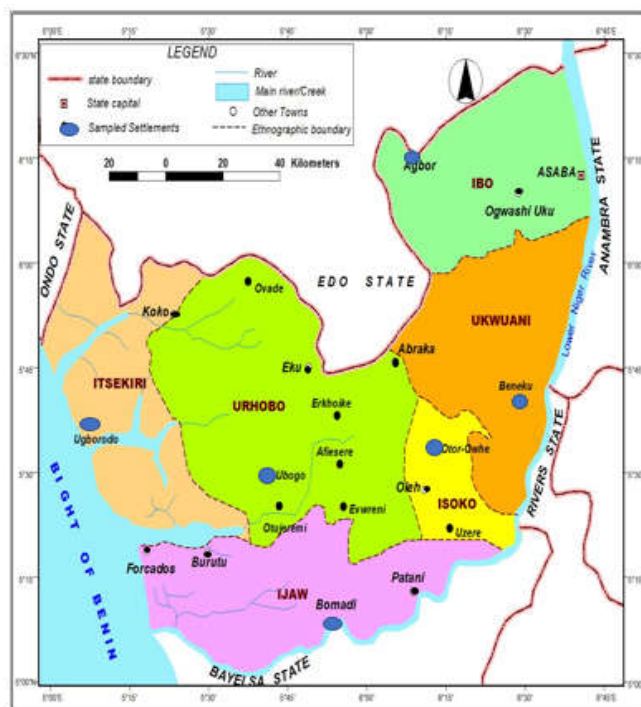 LEGEND
state boundary
State capital
Sampled Settlements
River
Main river/Creek
Other Towns
Ethnographic boundary
20 0 20 40 Kilometers
Agbor
IBO
ASABA
Ogwashi Uku
ANAMBRA STATE
ONDO STATE
EDO STATE
Ovade
Koko
UKWUANI
Lower Niger River
Abraka
Eku
ITSEKIRI
URHOBO
Beneku
Erkhoike
Ugborodo
Otor-Owhe
Afiesere
Ubogo
Oleh
ISOKO
RIVERS STATE
Otujeremi
Evwreni
Uzere
BIGHT OF BENIN
Forcados
Burutu
IJAW
Patani
Bomadi
BAYELSA STATE